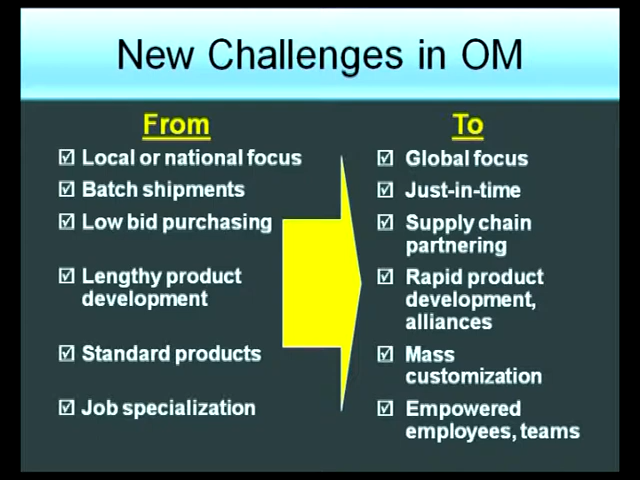 New Challenges in OM
From
☑ Local or national focus
☑ Batch shipments
☑ Low bid purchasing
☑ Lengthy product
development
☑ Standard products
☑ Job specialization
To
☑ Global focus
☑ Just-in-time
☑ Supply chain
partnering
☑ Rapid product
development,
alliances
☑ Mass
customization
☑ Empowered
employees, teams